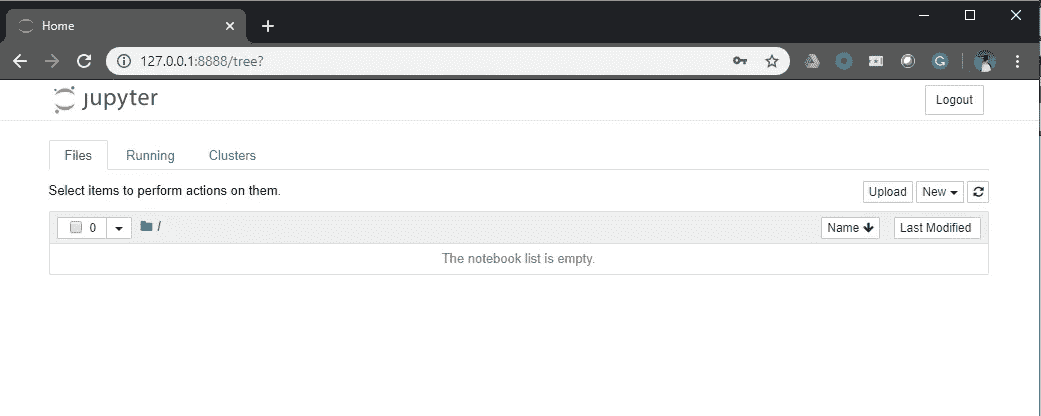 Home
127.0.0.1:8888/tree?
jupyter
Logout
Files Running Clusters
Select items to perform actions on them.
Upload New
0 / Name Last Modified
The notebook list is empty.